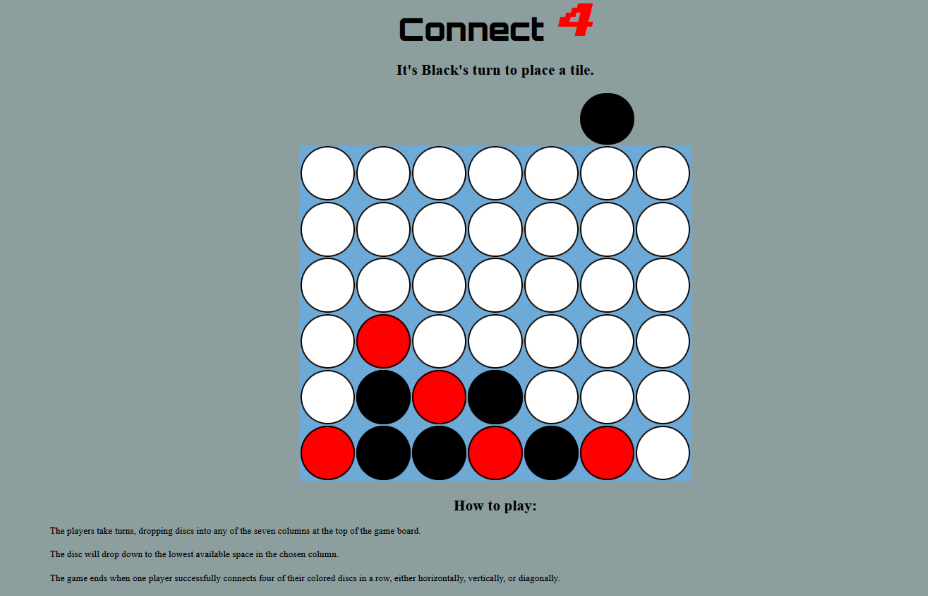 Connect 4
It's Black's turn to place a tile.
How to play:
The players take turns, dropping discs into any of the seven columns at the top of the game board.
The disc will drop down to the lowest available space in the chosen column.
The game ends when one player successfully connects four of their colored discs in a row, either horizontally, vertically, or diagonally.